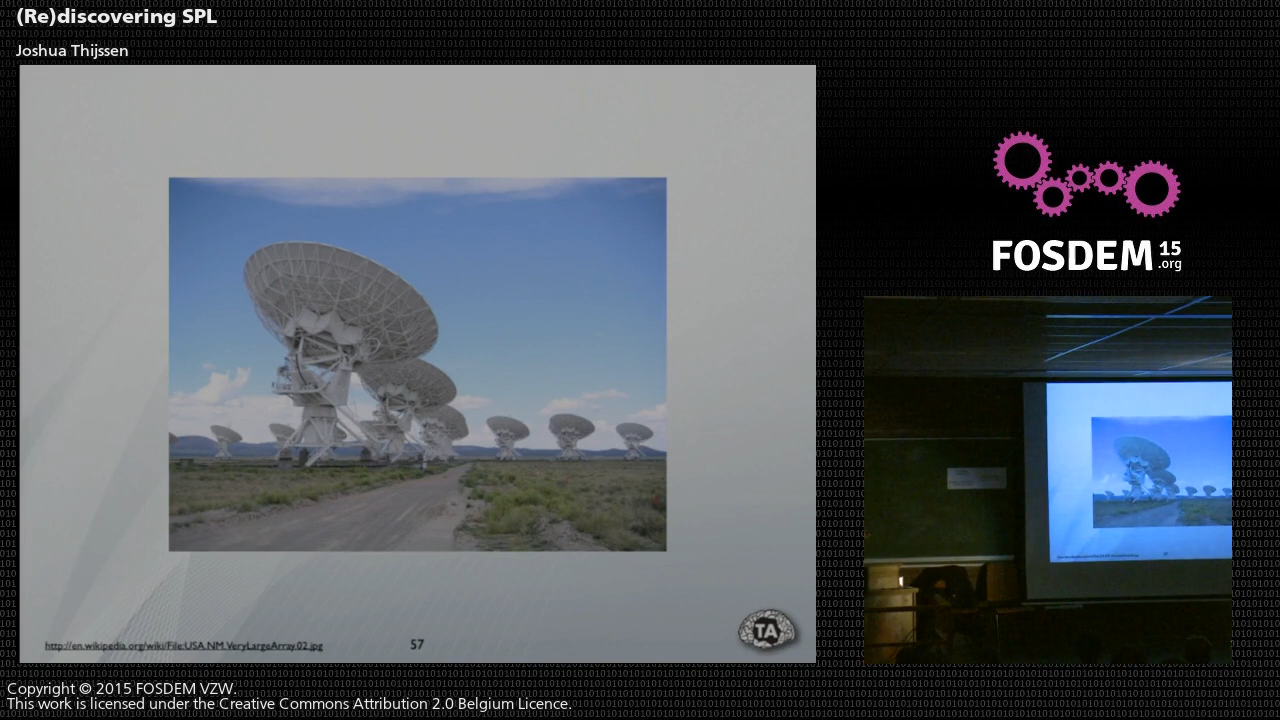 (Re)discovering SPL
Joshua Thijssen
FOSDEM 15
.org
TA
http://en.wikipedia.org/wiki/File:USA.NM.VeryLargeArray.02.jpg
57
Copyright © 2015 FOSDEM VZW.
This work is licensed under the Creative Commons Attribution 2.0 Belgium Licence.